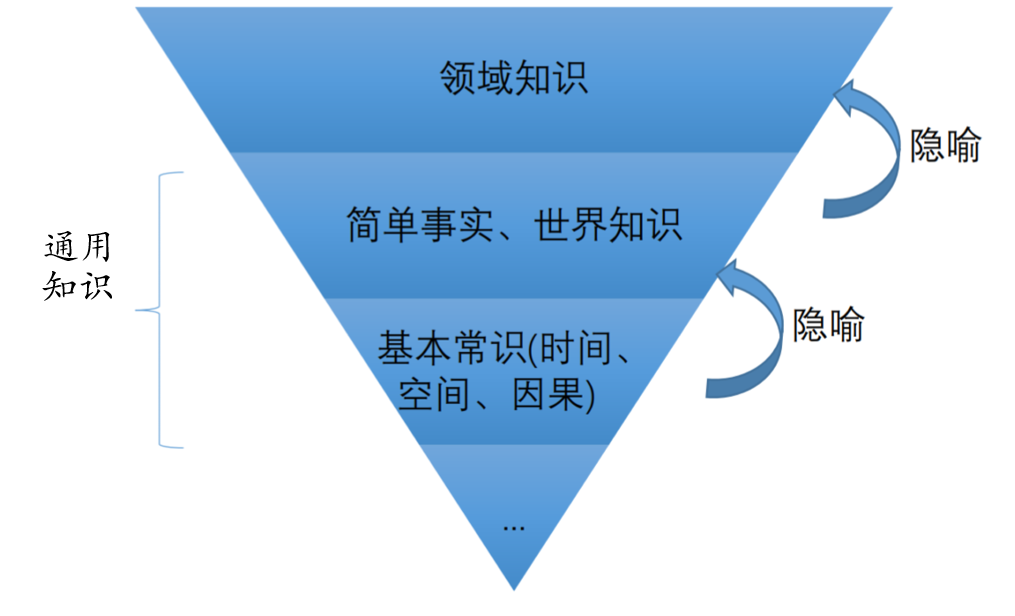 领域知识
隐喻
简单事实、世界知识
通用
知识
隐喻
基本常识(时间、
空间、因果)
...